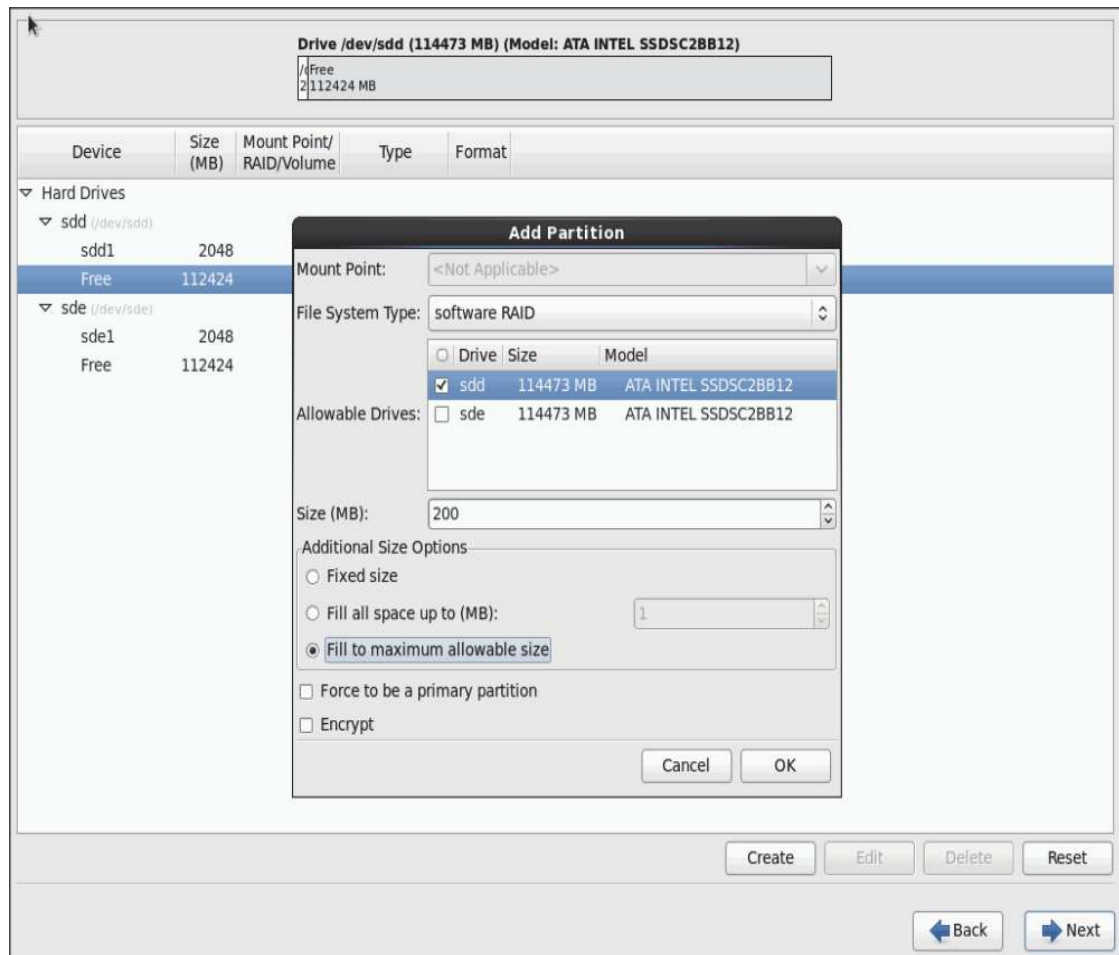 Drive /dev/sdd (114473 MB) (Model: ATA INTEL SSDSC2BB12)
Free
2 112424 MB
Device Size (MB) Mount Point/ RAID/Volume Type Format
Hard Drives
sdd (/dev/sdd)
sdd1 2048
Free 112424
sde (/dev/sde)
sde1 2048
Free 112424
Add Partition
Mount Point: <Not Applicable>
File System Type: software RAID
Allowable Drives:
Drive Size Model
sdd 114473 MB ATA INTEL SSDSC2BB12
sde 114473 MB ATA INTEL SSDSC2BB12
Size (MB): 200
Additional Size Options
Fixed size
Fill all space up to (MB): 1
Fill to maximum allowable size
Force to be a primary partition
Encrypt
Cancel OK
Create Edit Delete Reset
Back Next